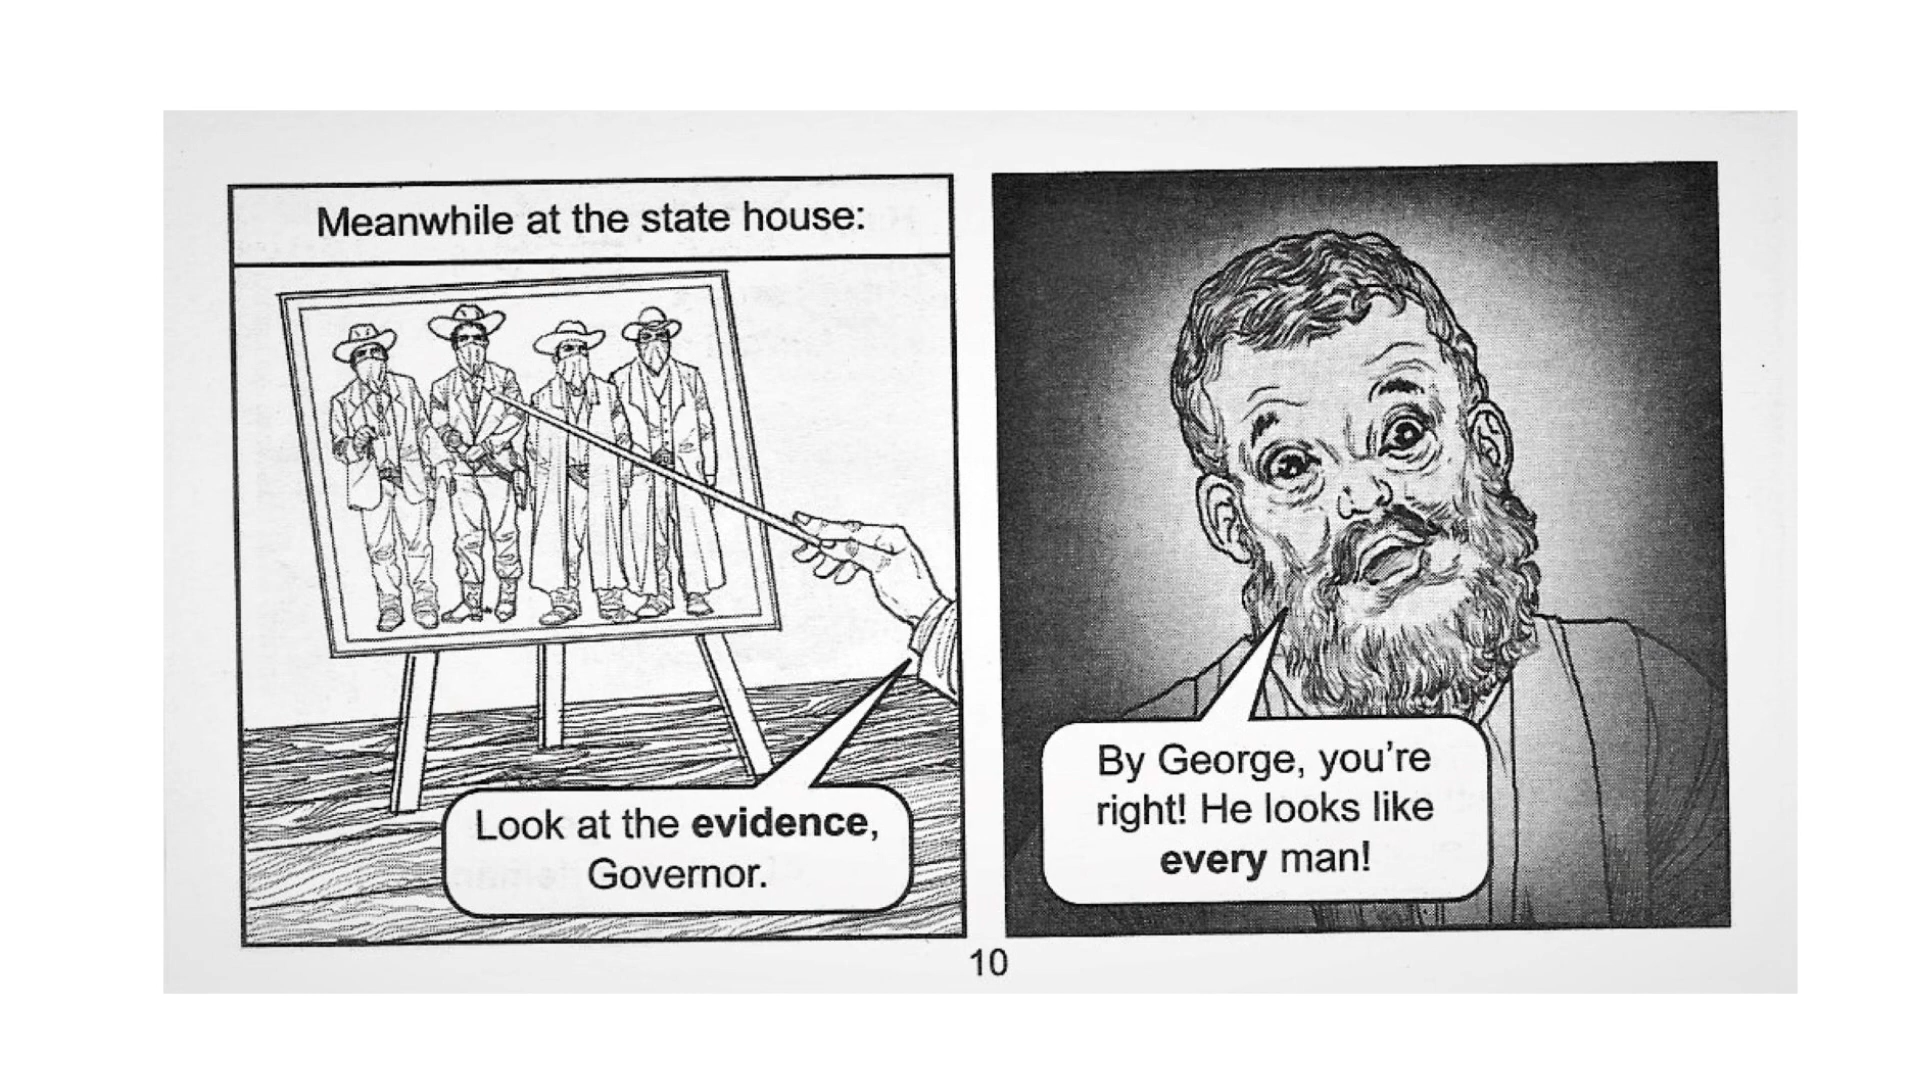 Meanwhile at the state house:
Look at the evidence,
Governor.
By George, you're
right! He looks like
every man!
10